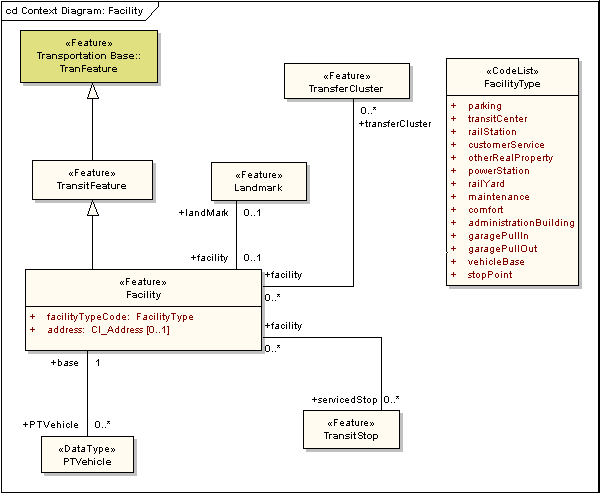 cd Context Diagram: Facility
«Feature»
Transportation Base::
TranFeature
«Feature»
TransferCluster
0..*
+transferCluster
«CodeList»
FacilityType
+ parking
+ transitCenter
+ railStation
+ customerService
+ otherRealProperty
+ powerStation
+ railYard
+ maintenance
+ comfort
+ administrationBuilding
+ garagePullIn
+ garagePullOut
+ vehicleBase
+ stopPoint
«Feature»
TransitFeature
«Feature»
Landmark
+landMark 0..1
+facility 0..1
«Feature»
Facility
+ facilityTypeCode: FacilityType
+ address: CI_Address [0..1]
+facility
0..*
+facility
0..*
+base 1
+servicedStop 0..*
«Feature»
TransitStop
+PTVehicle 0..*
«DataType»
PTVehicle